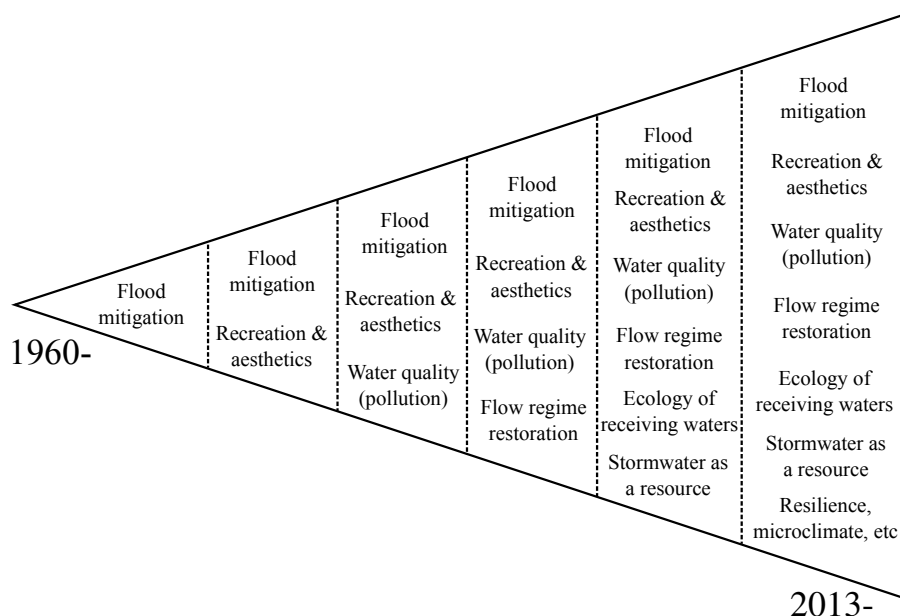 1960-
Flood
mitigation
Flood
mitigation
Recreation &
aesthetics
Flood
mitigation
Recreation &
aesthetics
Water quality
(pollution)
Flood
mitigation
Recreation &
aesthetics
Water quality
(pollution)
Flow regime
restoration
Flood
mitigation
Recreation &
aesthetics
Water quality
(pollution)
Flow regime
restoration
Ecology of
receiving waters
Stormwater as
a resource
Flood
mitigation
Recreation &
aesthetics
Water quality
(pollution)
Flow regime
restoration
Ecology of
receiving waters
Stormwater as
a resource
Resilience,
microclimate, etc
2013-